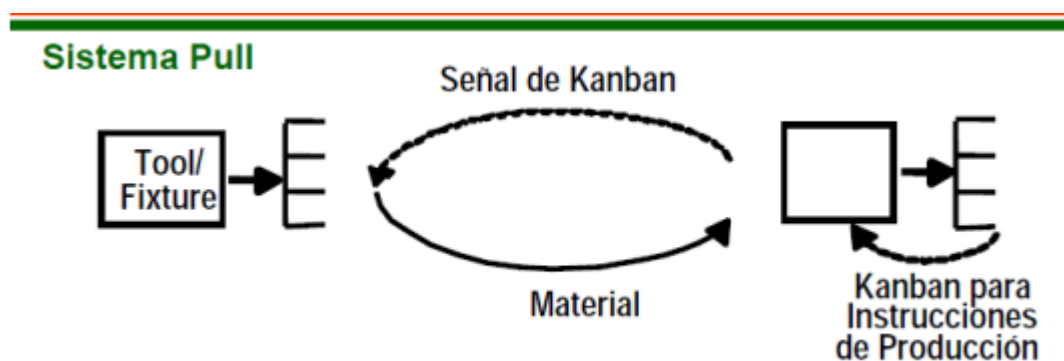 Sistema Pull
Señal de Kanban
Tool/
Fixture
Material
Kanban para
Instrucciones
de Producción